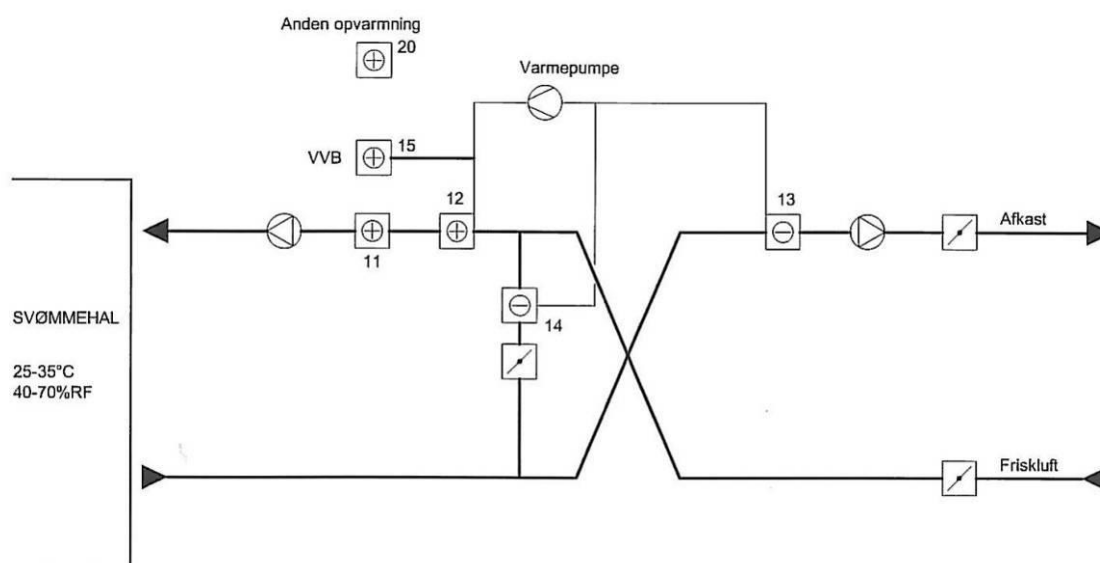 Anden opvarmning
20
Varmepumpe
VVB
15
12
13
Afkast
11
SVØMMEHAL
14
25-35°C
40-70%RF
Friskluft